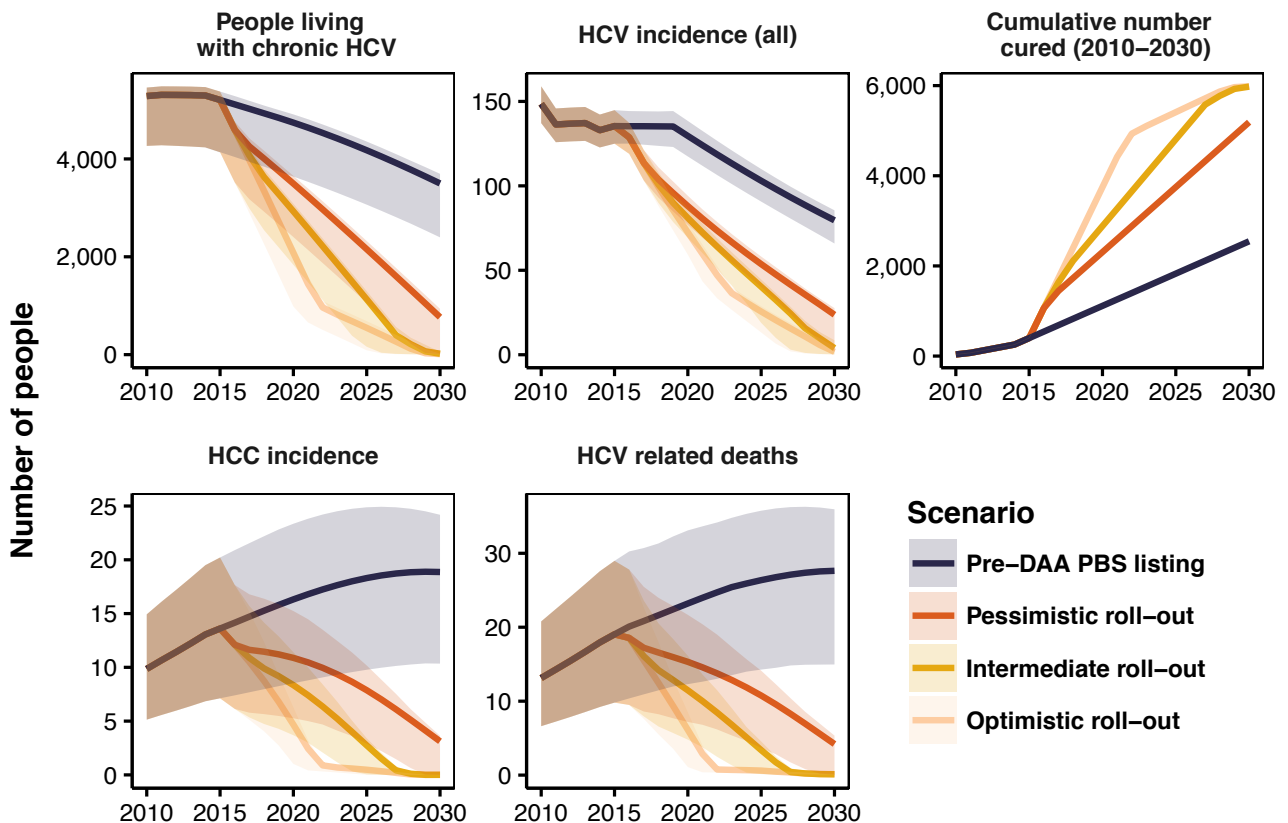 People living
with chronic HCV
HCV incidence (all)
Cumulative number
cured (2010–2030)
Number of people
4,000
2,000
0
2010 2015 2020 2025 2030
150
100
50
0
2010 2015 2020 2025 2030
6,000
4,000
2,000
0
2010 2015 2020 2025 2030
HCC incidence
HCV related deaths
25
20
15
10
5
0
2010 2015 2020 2025 2030
30
20
10
0
2010 2015 2020 2025 2030
Scenario
Pre–DAA PBS listing
Pessimistic roll–out
Intermediate roll–out
Optimistic roll–out